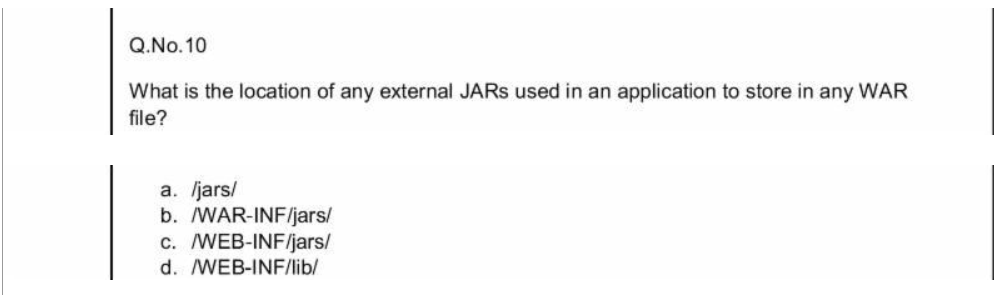 Q.No.10
What is the location of any external JARs used in an application to store in any WAR
file?
a. /jars/
b. /WAR-INF/jars/
c. /WEB-INF/jars/
d. /WEB-INF/lib/